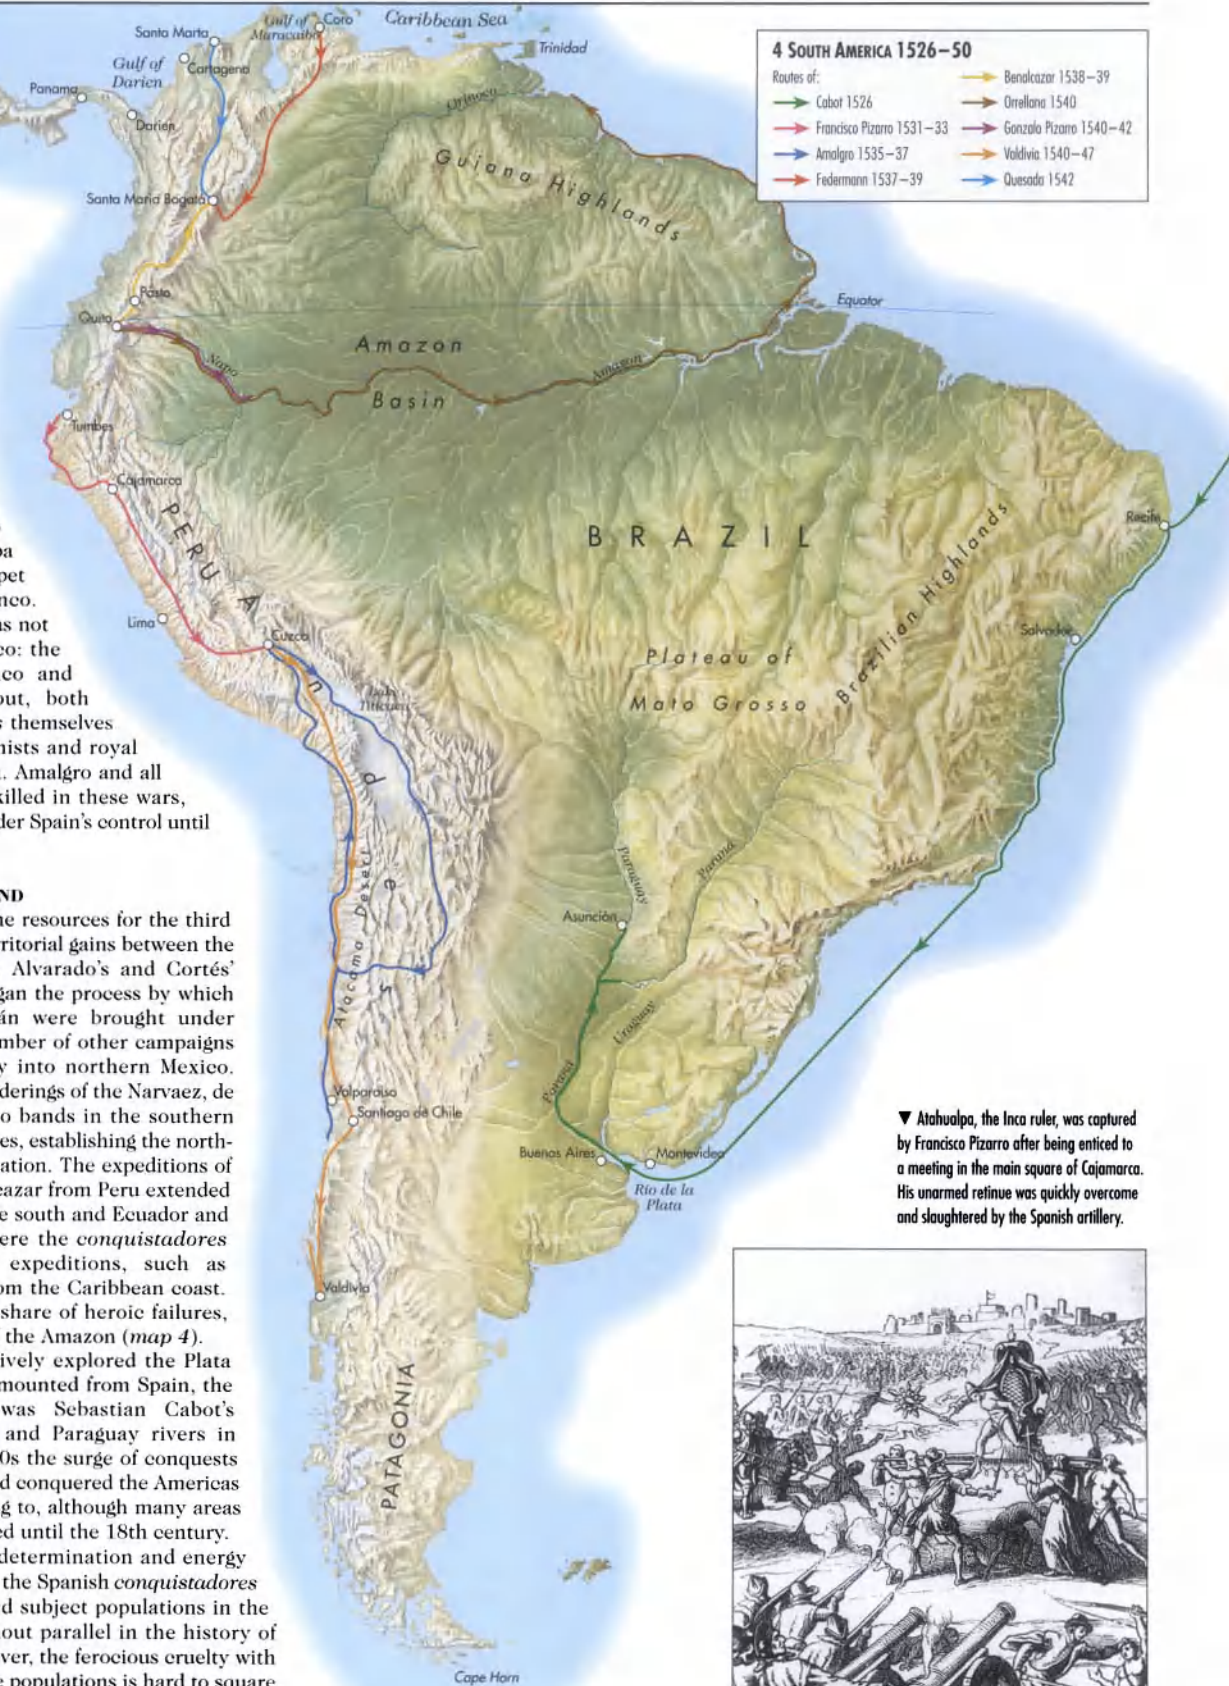 4 SOUTH AMERICA 1526–50
Routes of:
Cabot 1526
Francisco Pizarro 1531–33
Amalgro 1535–37
Federmann 1537–39
Benalcazar 1538–39
Orrellana 1540
Gonzalo Pizarro 1540–42
Valdivia 1540–47
Quesada 1542
Caribbean Sea
Gulf of
Maracaibo
Coro
Santa Marta
Cartagena
Trinidad
Gulf of
Darien
Panama
Darién
Orinoco
Guiana Highlands
Santa Maria Bogotá
Pasto
Quito
Equator
Napo
Amazon
Basin
Amazon
Tumbes
Cajamarca
PERU
BRAZIL
Recife
Lima
Cuzco
Andes
Lake
Titicaca
Salvador
Plateau of
Mato Grosso
Brazilian Highlands
Paraguay
Paraná
Asunción
Atacama Desert
Uruguay
Paraná
Valparaiso
Santiago de Chile
Buenos Aires
Montevideo
Río de la
Plata
Valdivia
PATAGONIA
Cape Horn
pet
nco.
as not
co: the
co and
out, both
s themselves
nists and royal
. Amalgro and all
killed in these wars,
der Spain's control until
ND
ne resources for the third
rritorial gains between the
Alvarado's and Cortés'
gan the process by which
án were brought under
mber of other campaigns
y into northern Mexico.
derings of the Narvaez, de
o bands in the southern
es, establishing the north-
ation. The expeditions of
cazar from Peru extended
e south and Ecuador and
ere the conquistadores
expeditions, such as
om the Caribbean coast.
share of heroic failures,
f the Amazon (map 4).
ively explored the Plata
mounted from Spain, the
was Sebastian Cabot's
and Paraguay rivers in
0s the surge of conquests
d conquered the Americas
g to, although many areas
ed until the 18th century.
determination and energy
the Spanish conquistadores
d subject populations in the
out parallel in the history of
ver, the ferocious cruelty with
e populations is hard to square
▼ Atahualpa, the Inca ruler, was captured
by Francisco Pizarro after being enticed to
a meeting in the main square of Cajamarca.
His unarmed retinue was quickly overcome
and slaughtered by the Spanish artillery.